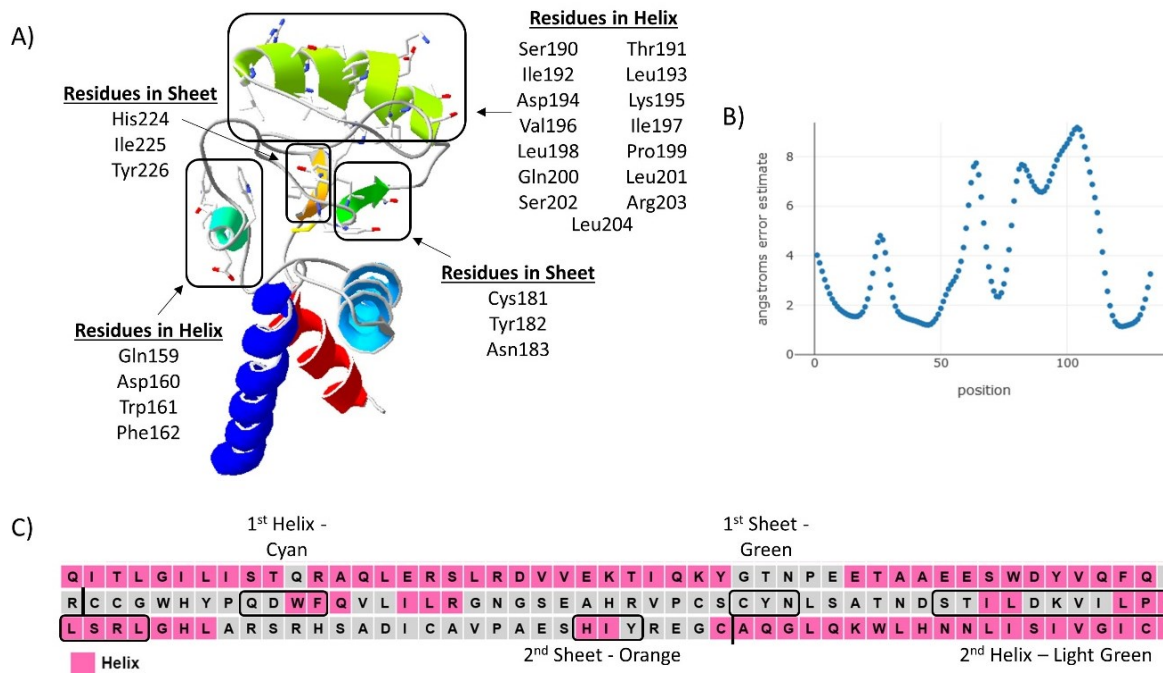 A)
Residues in Helix
Ser190 Thr191
Ile192 Leu193
Asp194 Lys195
Val196 Ile197
Leu198 Pro199
Gln200 Leu201
Ser202 Arg203
Leu204
Residues in Sheet
His224
Ile225
Tyr226
Residues in Helix
Gln159
Asp160
Trp161
Phe162
Residues in Sheet
Cys181
Tyr182
Asn183
B)
angstroms error estimate
8
6
4
2
0
0 50 100
position
C)
1st Helix -
Cyan
1st Sheet -
Green
Q I T L G I L I S T Q R A Q L E R S L R D V V E K T I Q K Y G T N P E E T A A E E S W D Y V Q F Q
R C C G W H Y P Q D W F Q V L I L R G N G S E A H R V P C S C Y N L S A T N D S T I L D K V I L P
L S R L G H L A R S R H S A D I C A V P A E S H I Y R E G C A Q G L Q K W L H N N L I S I V G I C
Helix
2nd Sheet - Orange
2nd Helix – Light Green